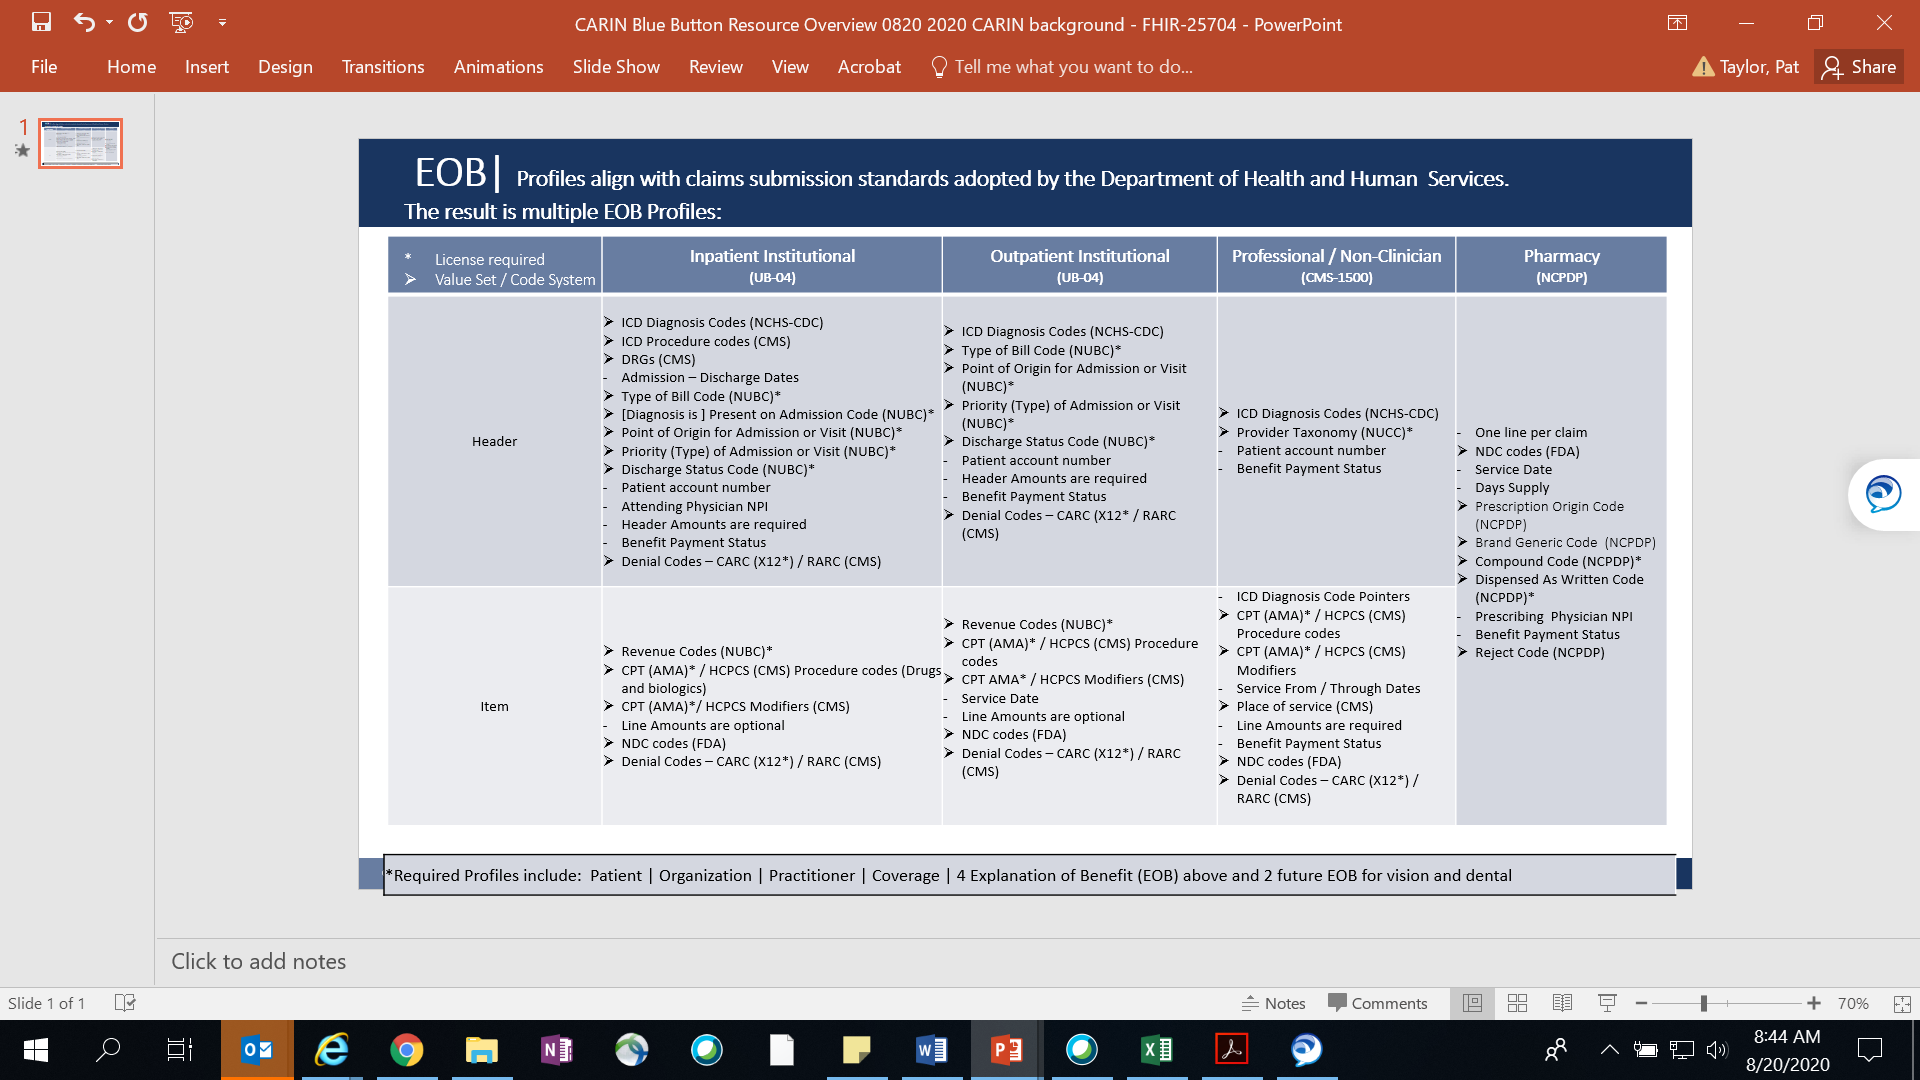 CARIN Blue Button Resource Overview 0820 2020 CARIN background - FHIR-25704 - PowerPoint
File Home Insert Design Transitions Animations Slide Show Review View Acrobat Tell me what you want to do... Taylor, Pat Share
1
EOB| Profiles align with claims submission standards adopted by the Department of Health and Human Services.
The result is multiple EOB Profiles:
* License required
➢ Value Set / Code System
Inpatient Institutional
(UB-04)
Outpatient Institutional
(UB-04)
Professional / Non-Clinician
(CMS-1500)
Pharmacy
(NCPDP)
Header
➢ ICD Diagnosis Codes (NCHS-CDC)
➢ ICD Procedure codes (CMS)
➢ DRGs (CMS)
- Admission – Discharge Dates
➢ Type of Bill Code (NUBC)*
➢ [Diagnosis is ] Present on Admission Code (NUBC)*
➢ Point of Origin for Admission or Visit (NUBC)*
➢ Priority (Type) of Admission or Visit (NUBC)*
➢ Discharge Status Code (NUBC)*
- Patient account number
- Attending Physician NPI
- Header Amounts are required
- Benefit Payment Status
➢ Denial Codes – CARC (X12*) / RARC (CMS)
➢ ICD Diagnosis Codes (NCHS-CDC)
➢ Type of Bill Code (NUBC)*
➢ Point of Origin for Admission or Visit
(NUBC)*
➢ Priority (Type) of Admission or Visit
(NUBC)*
➢ Discharge Status Code (NUBC)*
- Patient account number
- Header Amounts are required
- Benefit Payment Status
➢ Denial Codes – CARC (X12* / RARC
(CMS)
➢ ICD Diagnosis Codes (NCHS-CDC)
➢ Provider Taxonomy (NUCC)*
- Patient account number
- Benefit Payment Status
- One line per claim
➢ NDC codes (FDA)
- Service Date
- Days Supply
➢ Prescription Origin Code
(NCPDP)
➢ Brand Generic Code (NCPDP)
➢ Compound Code (NCPDP)*
➢ Dispensed As Written Code
(NCPDP)*
- Prescribing Physician NPI
- Benefit Payment Status
➢ Reject Code (NCPDP)
Item
➢ Revenue Codes (NUBC)*
➢ CPT (AMA)* / HCPCS (CMS) Procedure codes (Drugs
and biologics)
➢ CPT (AMA)*/ HCPCS Modifiers (CMS)
- Line Amounts are optional
➢ NDC codes (FDA)
➢ Denial Codes – CARC (X12*) / RARC (CMS)
➢ Revenue Codes (NUBC)*
➢ CPT (AMA)* / HCPCS (CMS) Procedure
codes
➢ CPT AMA* / HCPCS Modifiers (CMS)
- Service Date
- Line Amounts are optional
➢ NDC codes (FDA)
➢ Denial Codes – CARC (X12*) / RARC
(CMS)
- ICD Diagnosis Code Pointers
➢ CPT (AMA)* / HCPCS (CMS)
Procedure codes
➢ CPT (AMA)* / HCPCS (CMS)
Modifiers
- Service From / Through Dates
➢ Place of service (CMS)
- Line Amounts are required
- Benefit Payment Status
➢ NDC codes (FDA)
➢ Denial Codes – CARC (X12*) /
RARC (CMS)
*Required Profiles include: Patient | Organization | Practitioner | Coverage | 4 Explanation of Benefit (EOB) above and 2 future EOB for vision and dental
Click to add notes
Slide 1 of 1 Notes Comments 70%
8:44 AM
8/20/2020